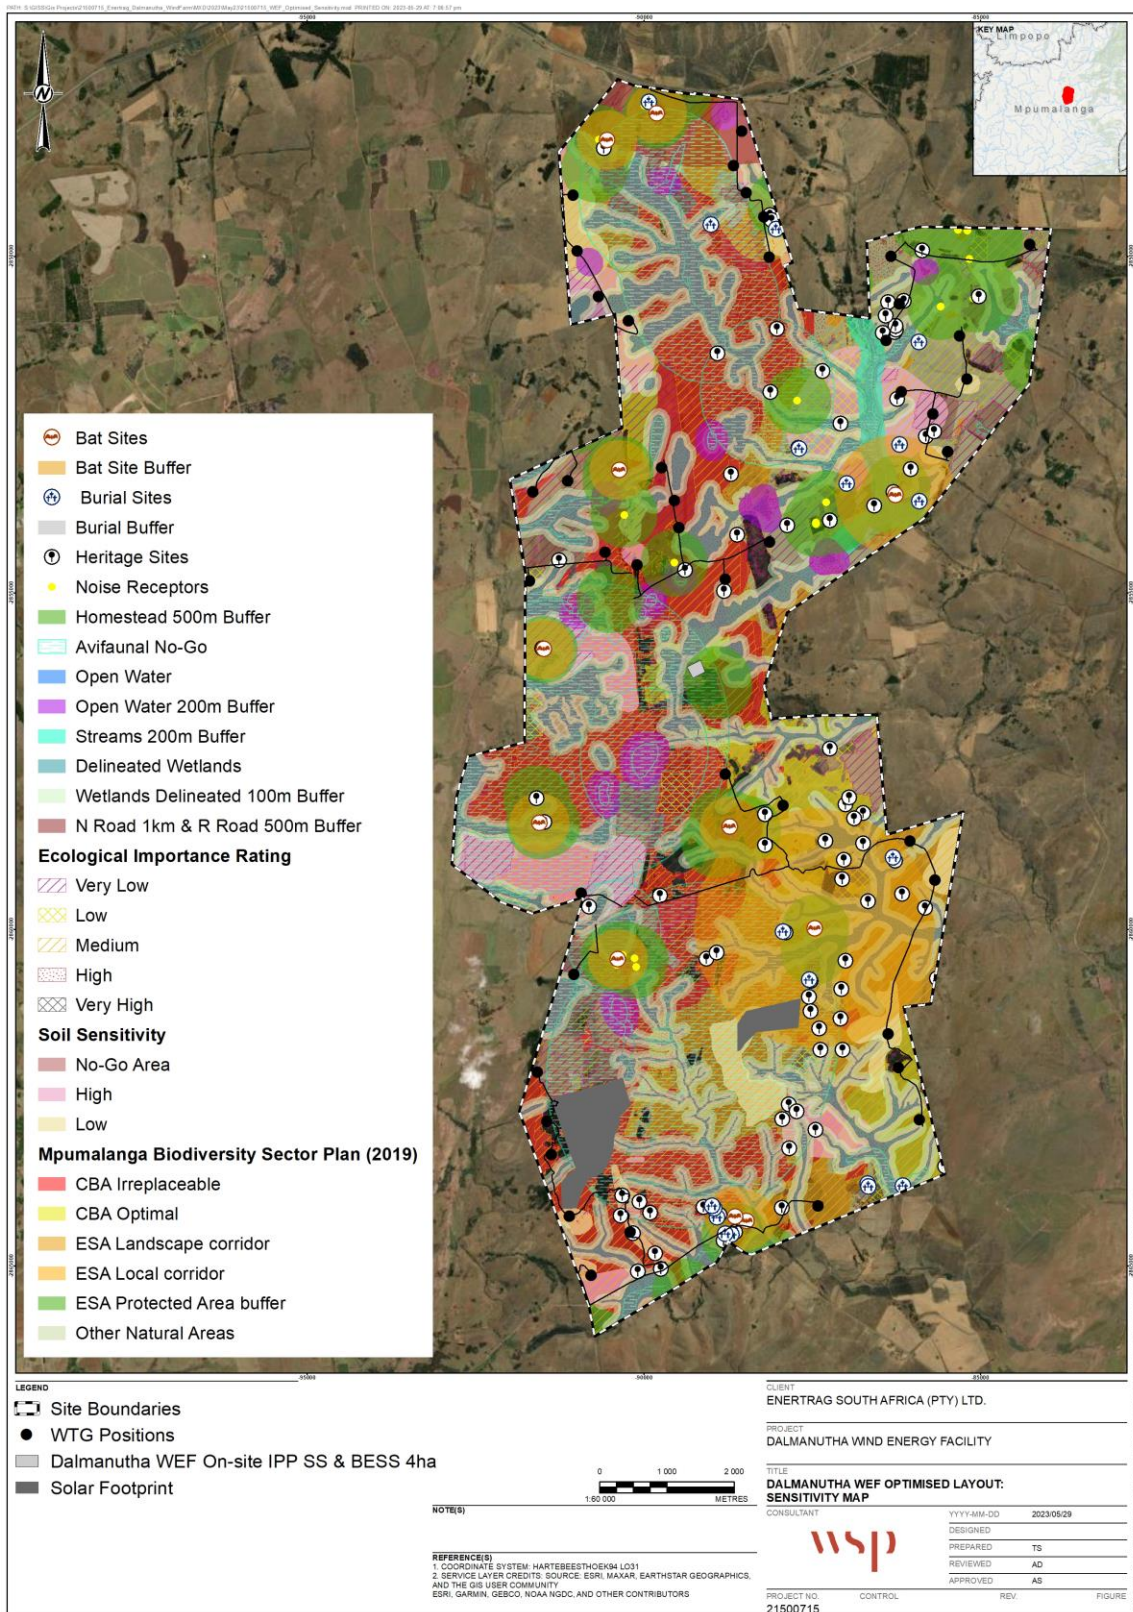 KEY MAP
Limpopo
Mpumalanga
N
-95000
-90000
-85000
Bat Sites
Bat Site Buffer
Burial Sites
Burial Buffer
Heritage Sites
Noise Receptors
Homestead 500m Buffer
Avifaunal No-Go
Open Water
Open Water 200m Buffer
Streams 200m Buffer
Delineated Wetlands
Wetlands Delineated 100m Buffer
N Road 1km & R Road 500m Buffer
Ecological Importance Rating
Very Low
Low
Medium
High
Very High
Soil Sensitivity
No-Go Area
High
Low
Mpumalanga Biodiversity Sector Plan (2019)
CBA Irreplaceable
CBA Optimal
ESA Landscape corridor
ESA Local corridor
ESA Protected Area buffer
Other Natural Areas
-95000
-90000
-85000
LEGEND
Site Boundaries
WTG Positions
Dalmanutha WEF On-site IPP SS & BESS 4ha
Solar Footprint
0 1 000 2 000
1:60 000 METRES
NOTE(S)
REFERENCE(S)
1. COORDINATE SYSTEM: HARTEBEESTHOEK94 LO31
2. SERVICE LAYER CREDITS: SOURCE: ESRI, MAXAR, EARTHSTAR GEOGRAPHICS,
AND THE GIS USER COMMUNITY
ESRI, GARMIN, GEBCO, NOAA NGDC, AND OTHER CONTRIBUTORS
CLIENT
ENERTRAG SOUTH AFRICA (PTY) LTD.
PROJECT
DALMANUTHA WIND ENERGY FACILITY
TITLE
DALMANUTHA WEF OPTIMISED LAYOUT:
SENSITIVITY MAP
CONSULTANT
wsp
YYYY-MM-DD 2023/05/29
DESIGNED
PREPARED TS
REVIEWED AD
APPROVED AS
PROJECT NO. CONTROL REV. FIGURE
21500715